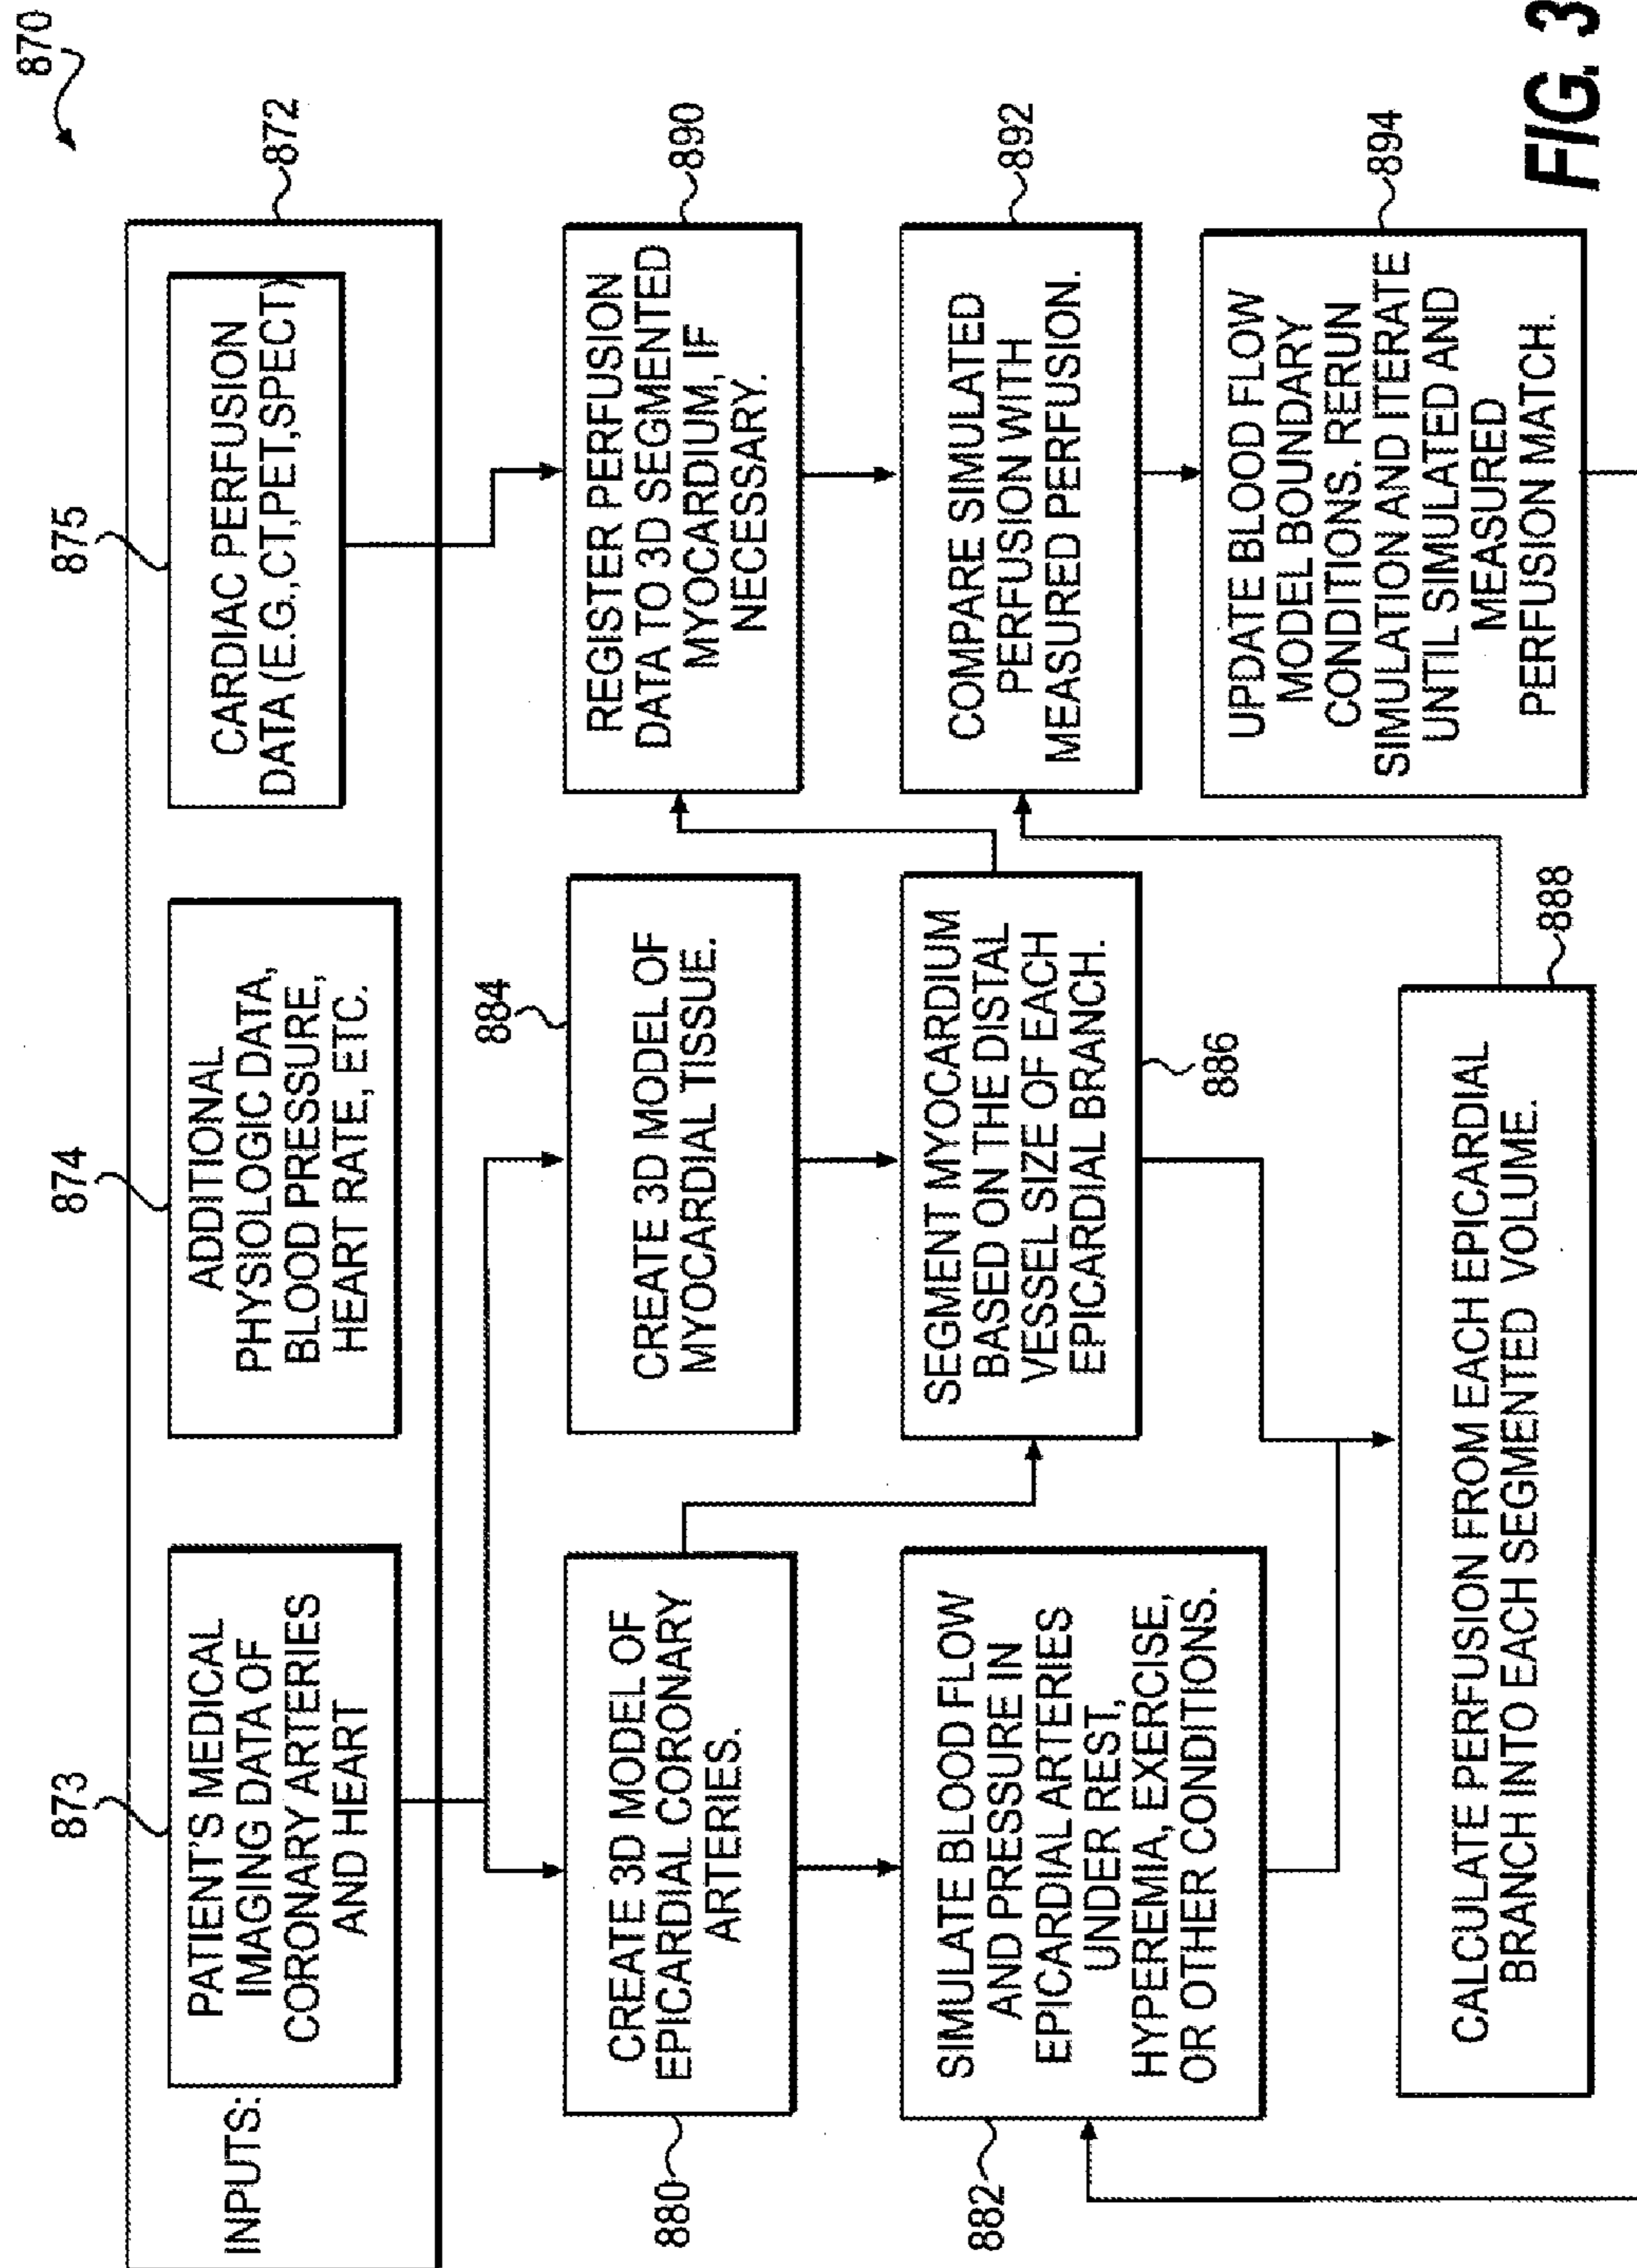 870
872
INPUTS:
873
PATIENT'S MEDICAL
IMAGING DATA OF
CORONARY ARTERIES
AND HEART
874
ADDITIONAL
PHYSIOLOGIC DATA,
BLOOD PRESSURE,
HEART RATE, ETC.
875
CARDIAC PERFUSION
DATA (E.G.,CT,PET,SPECT)
880
CREATE 3D MODEL OF
EPICARDIAL CORONARY
ARTERIES.
884
CREATE 3D MODEL OF
MYOCARDIAL TISSUE.
890
REGISTER PERFUSION
DATA TO 3D SEGMENTED
MYOCARDIUM, IF
NECESSARY.
882
SIMULATE BLOOD FLOW
AND PRESSURE IN
EPICARDIAL ARTERIES
UNDER REST,
HYPEREMIA, EXERCISE,
OR OTHER CONDITIONS.
SEGMENT MYOCARDIUM
BASED ON THE DISTAL
VESSEL SIZE OF EACH
EPICARDIAL BRANCH.
886
892
COMPARE SIMULATED
PERFUSION WITH
MEASURED PERFUSION.
888
CALCULATE PERFUSION FROM EACH EPICARDIAL
BRANCH INTO EACH SEGMENTED VOLUME.
894
UPDATE BLOOD FLOW
MODEL BOUNDARY
CONDITIONS. RERUN
SIMULATION AND ITERATE
UNTIL SIMULATED AND
MEASURED
PERFUSION MATCH.
FIG. 3